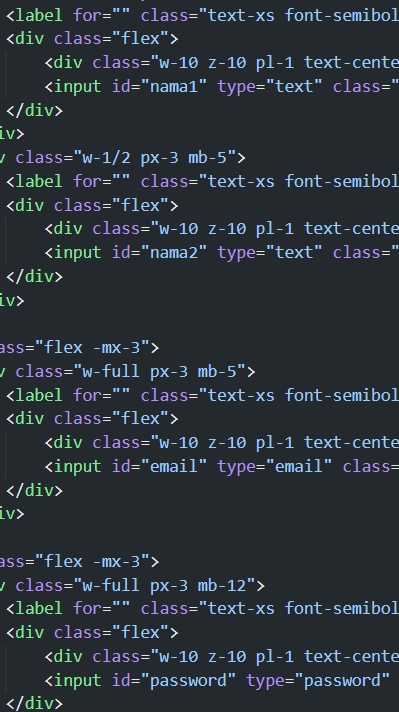 <label for="" class="text-xs font-semibol
<div class="flex">
<div class="w-10 z-10 pl-1 text-cente
<input id="nama1" type="text" class="
</div>
iv>
v class="w-1/2 px-3 mb-5">
<label for="" class="text-xs font-semibol
<div class="flex">
<div class="w-10 z-10 pl-1 text-cente
<input id="nama2" type="text" class="
</div>
iv>
ass="flex -mx-3">
v class="w-full px-3 mb-5">
<label for="" class="text-xs font-semibol
<div class="flex">
<div class="w-10 z-10 pl-1 text-cente
<input id="email" type="email" class=
</div>
iv>
ass="flex -mx-3">
v class="w-full px-3 mb-12">
<label for="" class="text-xs font-semibol
<div class="flex">
<div class="w-10 z-10 pl-1 text-cente
<input id="password" type="password"
</div>